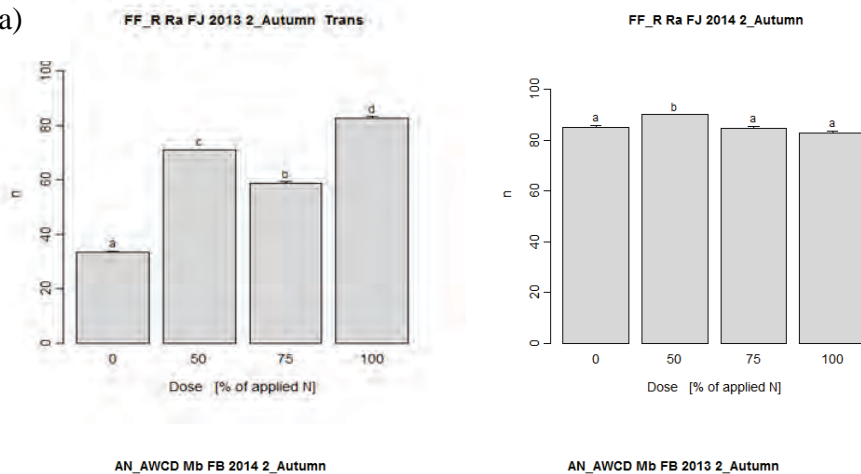 a)
FF_R Ra FJ 2013 2_Autumn Trans
n
0
20
40
60
80
100
a
c
b
d
0 50 75 100
Dose [% of applied N]
FF_R Ra FJ 2014 2_Autumn
n
0
20
40
60
80
100
a
b
a
a
0 50 75 100
Dose [% of applied N]
AN_AWCD Mb FB 2014 2_Autumn
AN_AWCD Mb FB 2013 2_Autumn